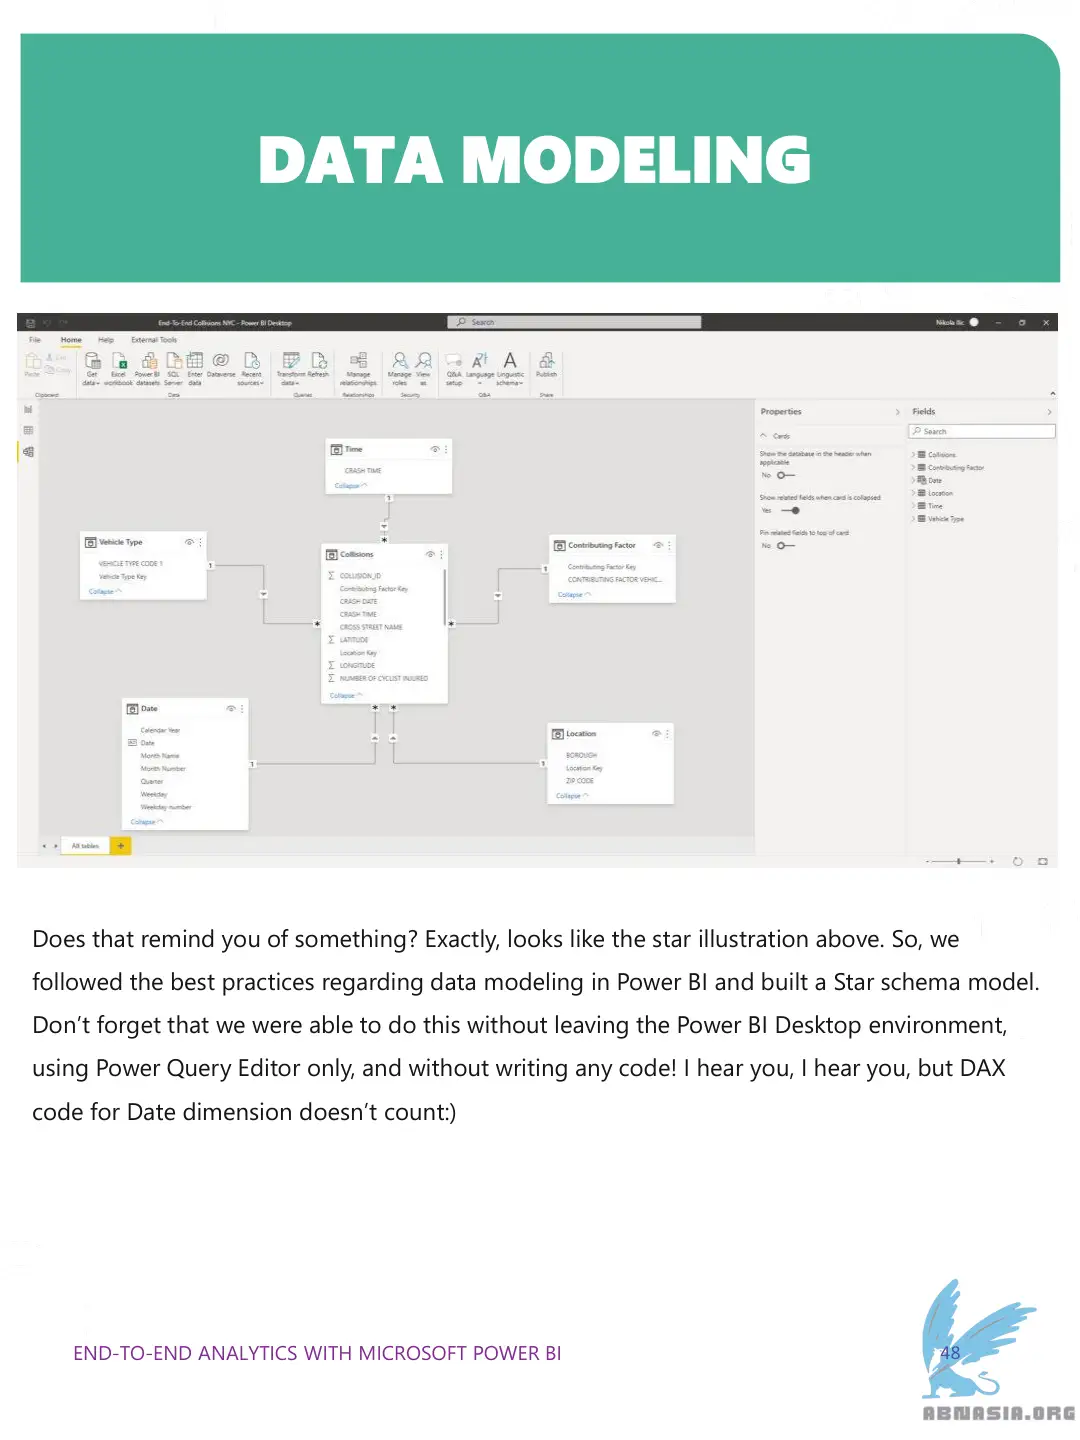 DATA MODELING
End-To-End Collisions NYC - Power BI Desktop
Search
Nikola Ilic
File Home Help External Tools
Paste
Cut
Copy
Get data
Excel workbook
Power BI datasets
SQL Server
Enter data
Dataverse
Recent sources
Transform data
Refresh
Manage relationships
Manage roles
View as
Q&A setup
Language
Linguistic schema
Publish
Clipboard
Data
Queries
Relationships
Security
Q&A
Share
Time
CRASH TIME
Collapse
1
*
Vehicle Type
VEHICLE TYPE CODE 1
Vehicle Type Key
Collapse
1
*
Collisions
COLLISION_ID
Contributing Factor Key
CRASH DATE
CRASH TIME
CROSS STREET NAME
LATITUDE
Location Key
LONGITUDE
NUMBER OF CYCLIST INJURED
Collapse
Contributing Factor
Contributing Factor Key
CONTRIBUTING FACTOR VEHIC...
Collapse
1
*
Date
Calendar Year
Date
Month Name
Month Number
Quarter
Weekday
Weekday number
Collapse
1
*
*
Location
BOROUGH
Location Key
ZIP CODE
Collapse
1
All tables
+
Properties
Cards
Show the database in the header when
applicable
No
Show related fields when card is collapsed
Yes
Pin related fields to top of card
No
Fields
Search
Collisions
Contributing Factor
Date
Location
Time
Vehicle Type
Does that remind you of something? Exactly, looks like the star illustration above. So, we
followed the best practices regarding data modeling in Power BI and built a Star schema model.
Don’t forget that we were able to do this without leaving the Power BI Desktop environment,
using Power Query Editor only, and without writing any code! I hear you, I hear you, but DAX
code for Date dimension doesn’t count:)
END-TO-END ANALYTICS WITH MICROSOFT POWER BI
48
ABNASIA.ORG